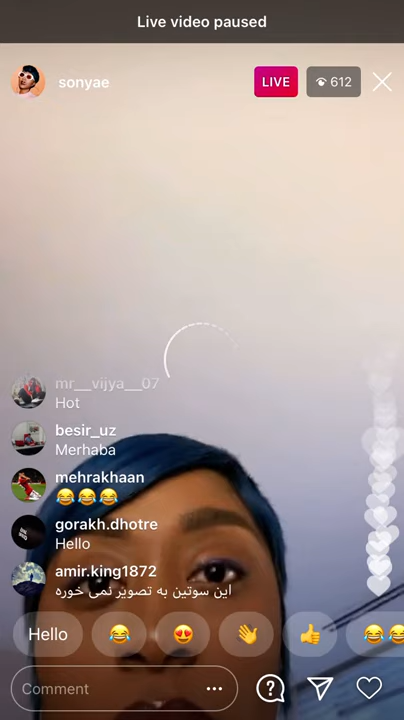 Live video paused
sonyae
LIVE
612
mr__vijya__07
Hot
besir_uz
Merhaba
mehrakhaan
😂😂😂
gorakh.dhotre
Hello
amir.king1872
این سوتین به تصویر نمی خوره
Hello 😂 😍 👋 👍 😂😂
Comment